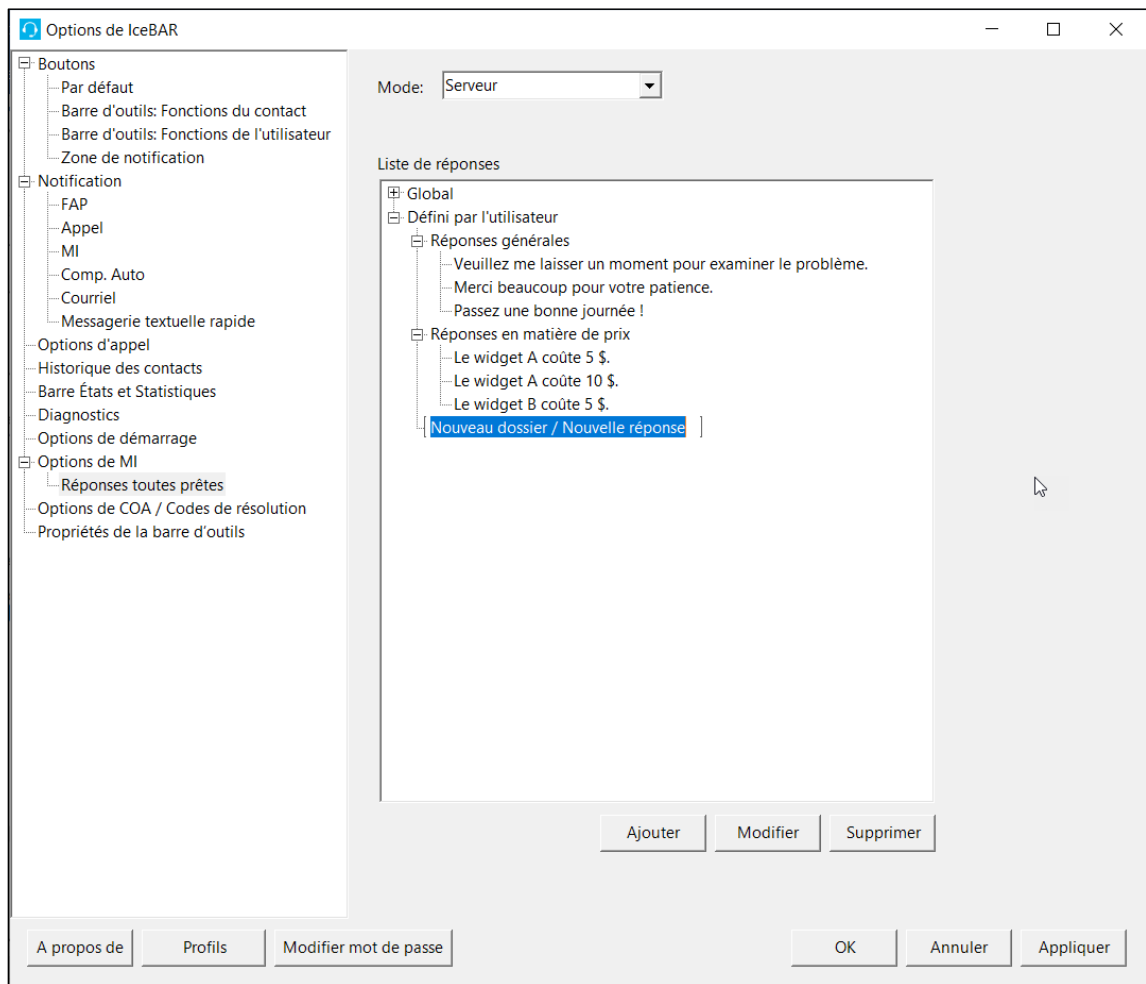 Options de IceBAR
Boutons
Par défaut
Barre d'outils: Fonctions du contact
Barre d'outils: Fonctions de l'utilisateur
Zone de notification
Notification
FAP
Appel
MI
Comp. Auto
Courriel
Messagerie textuelle rapide
Options d'appel
Historique des contacts
Barre États et Statistiques
Diagnostics
Options de démarrage
Options de MI
Réponses toutes prêtes
Options de COA / Codes de résolution
Propriétés de la barre d'outils
Mode: Serveur
Liste de réponses
Global
Défini par l'utilisateur
Réponses générales
Veuillez me laisser un moment pour examiner le problème.
Merci beaucoup pour votre patience.
Passez une bonne journée !
Réponses en matière de prix
Le widget A coûte 5 $.
Le widget A coûte 10 $.
Le widget B coûte 5 $.
Nouveau dossier / Nouvelle réponse
Ajouter Modifier Supprimer
A propos de Profils Modifier mot de passe OK Annuler Appliquer